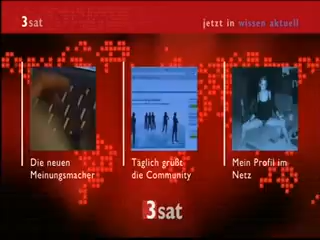 3sat
jetzt in wissen aktuell
Die neuen
Meinungsmacher
Täglich grüßt
die Community
Mein Profil im
Netz
3sat